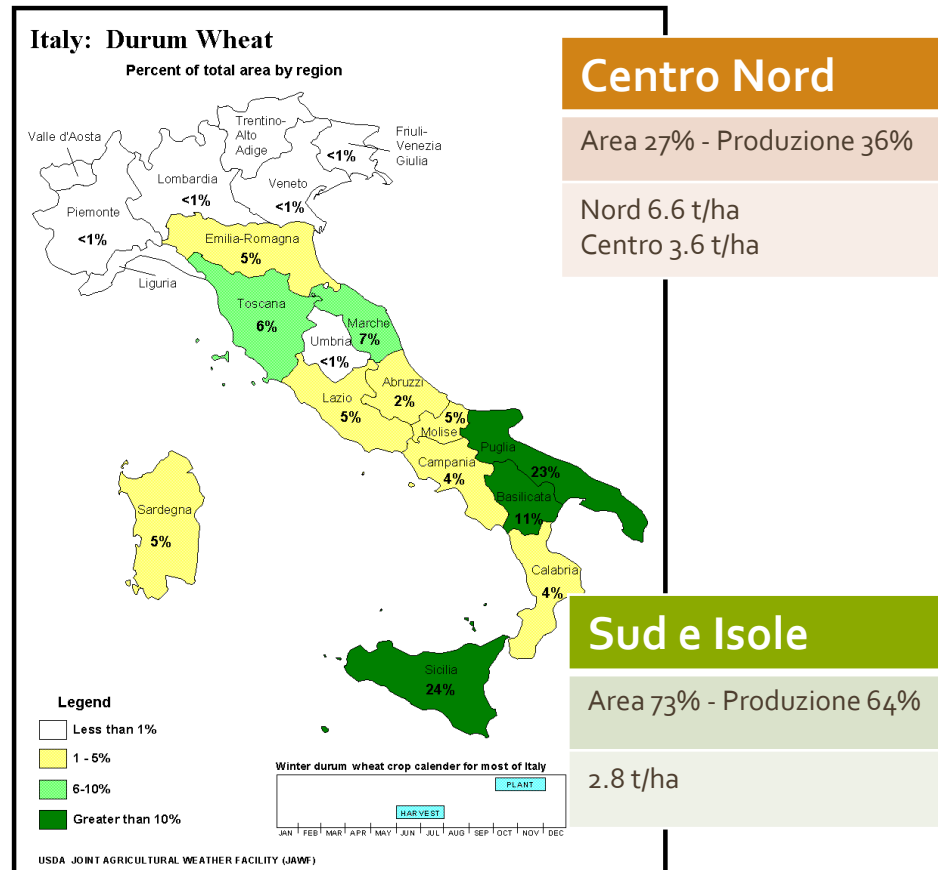 Italy: Durum Wheat
Percent of total area by region
Valle d'Aosta
Trentino-
Alto
Adige
Friuli-
Venezia
Giulia
<1%
Lombardia
<1%
Veneto
<1%
Piemonte
<1%
Liguria
Emilia-Romagna
5%
Toscana
6%
Marche
7%
Umbria
<1%
Lazio
5%
Abruzzi
2%
5%
Molise
Campania
4%
Puglia
23%
Basilicata
11%
Sardegna
5%
Calabria
4%
Sicilia
24%
Legend
Less than 1%
1 - 5%
6-10%
Greater than 10%
Winter durum wheat crop calender for most of Italy
PLANT
HARVEST
JAN FEB MAR APR MAY JUN JUL AUG SEP OCT NOV DEC
USDA JOINT AGRICULTURAL WEATHER FACILITY (JAWF)
Centro Nord
Area 27% - Produzione 36%
Nord 6.6 t/ha
Centro 3.6 t/ha
Sud e Isole
Area 73% - Produzione 64%
2.8 t/ha